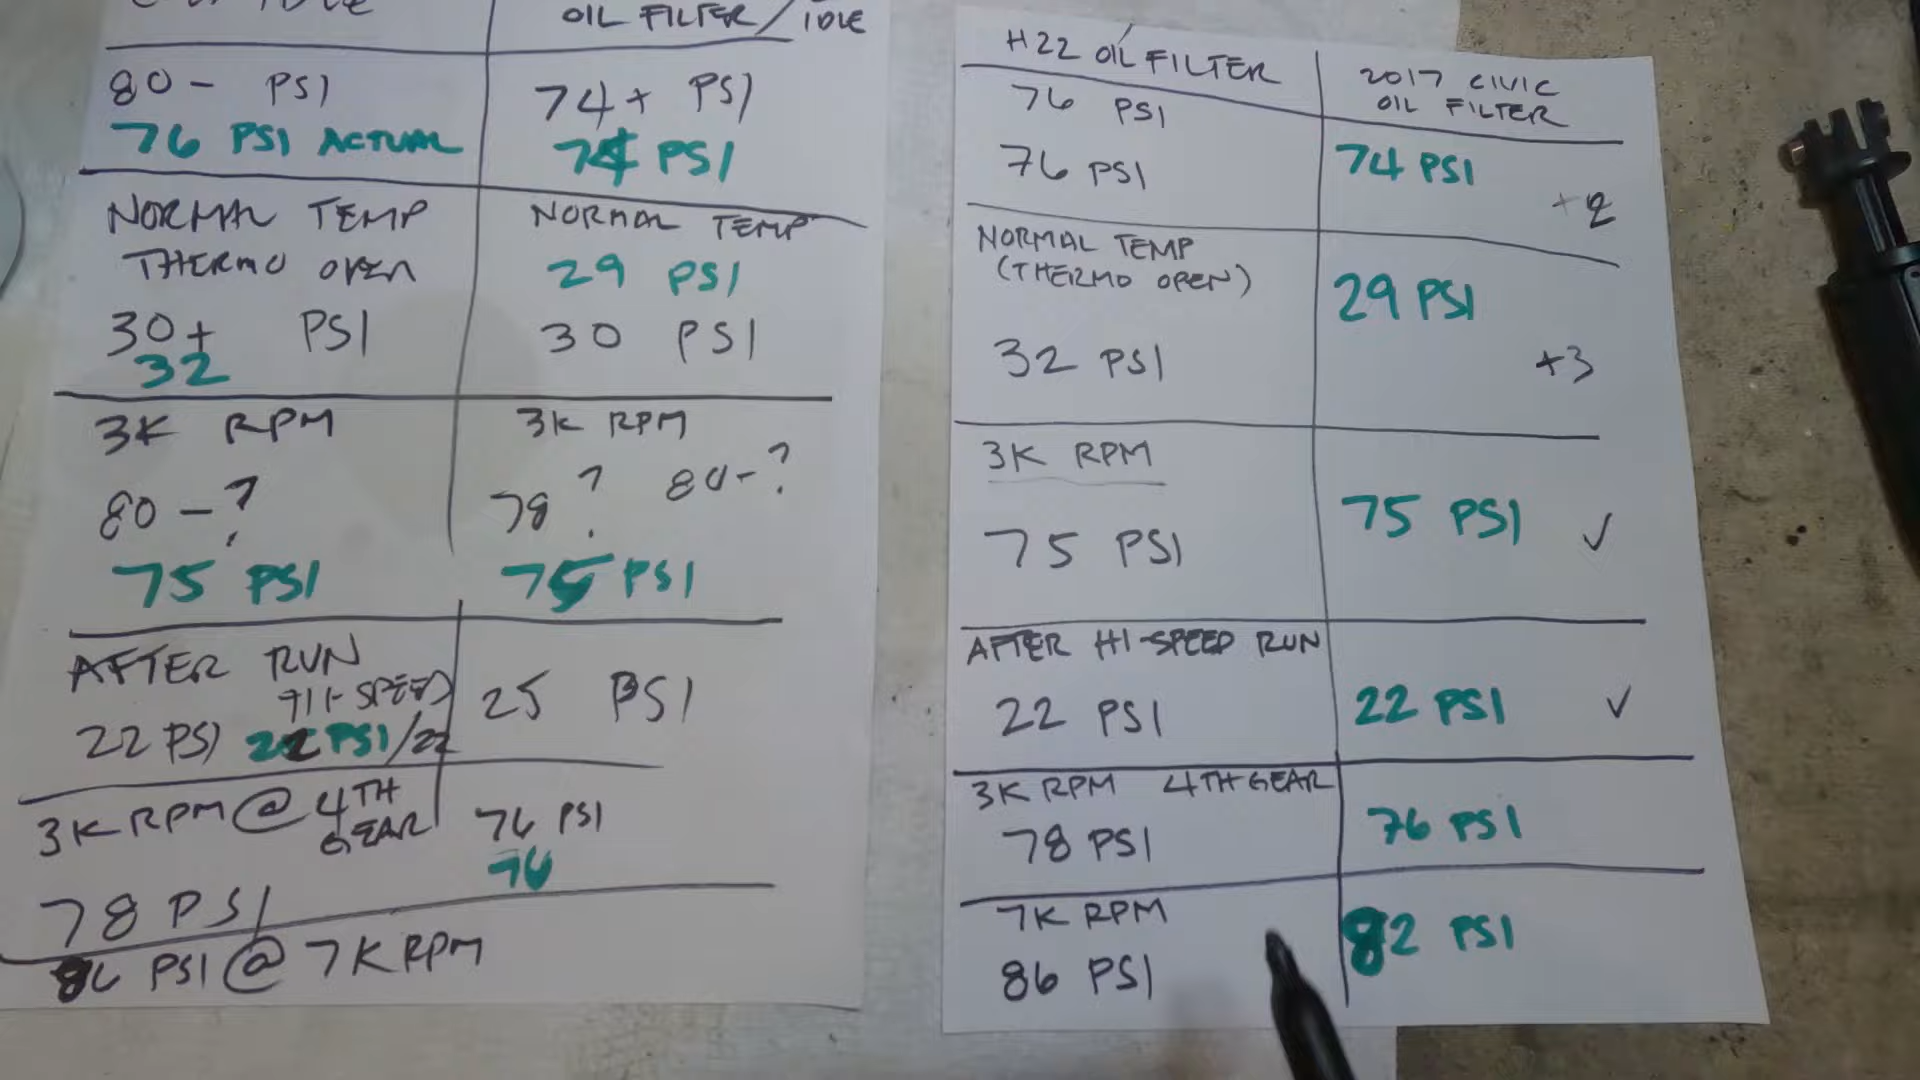 IDLE
OIL FILTER / IDLE
80- PSI
74+ PSI
76 PSI ACTUAL
74 PSI
NORMAL TEMP
THERMO OPEN
NORMAL TEMP
29 PSI
30+ PSI
30 PSI
32
3K RPM
3K RPM
80-?
78? 80-?
75 PSI
75 PSI
AFTER RUN
HI-SPEED
22 PSI 22 PSI/22
25 PSI
3K RPM @ 4TH
GEAR
76 PSI
76
78 PSI
86 PSI @ 7K RPM
H22 OIL FILTER
2017 CIVIC
OIL FILTER
76 PSI
76 PSI
74 PSI
+2
NORMAL TEMP
(THERMO OPEN)
29 PSI
32 PSI
+3
3K RPM
75 PSI
75 PSI ✓
AFTER HI-SPEED RUN
22 PSI
22 PSI ✓
3K RPM 4TH GEAR
78 PSI
76 PSI
7K RPM
86 PSI
82 PSI